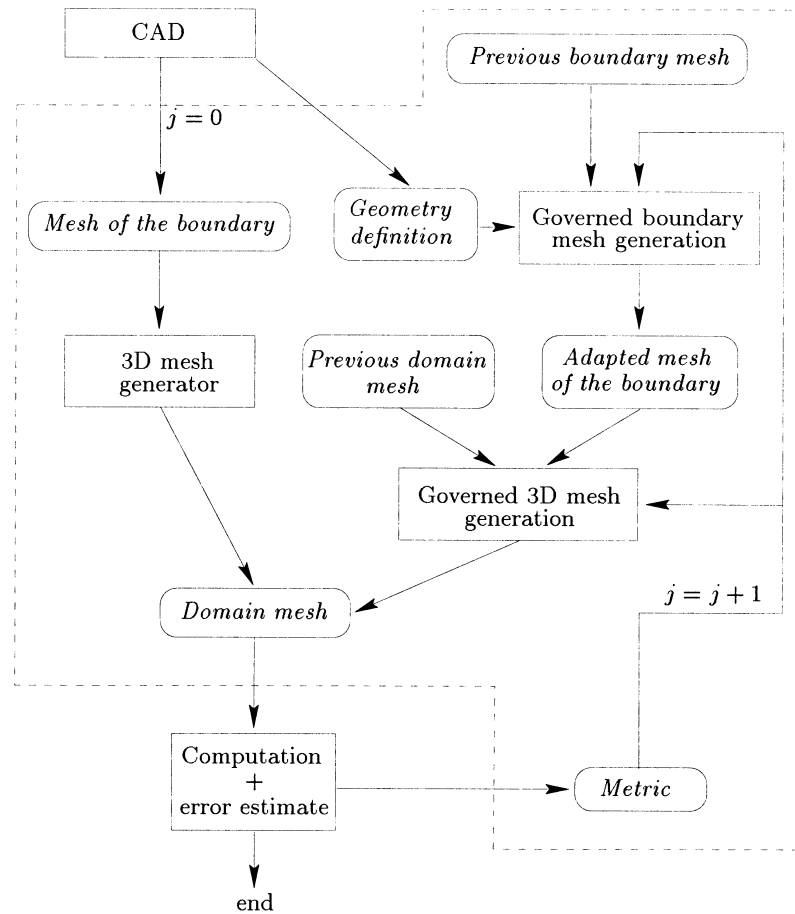 CAD
Previous boundary mesh
j = 0
Mesh of the boundary
Geometry
definition
Governed boundary
mesh generation
3D mesh
generator
Previous domain
mesh
Adapted mesh
of the boundary
Governed 3D mesh
generation
j = j + 1
Domain mesh
Computation
+
error estimate
Metric
end